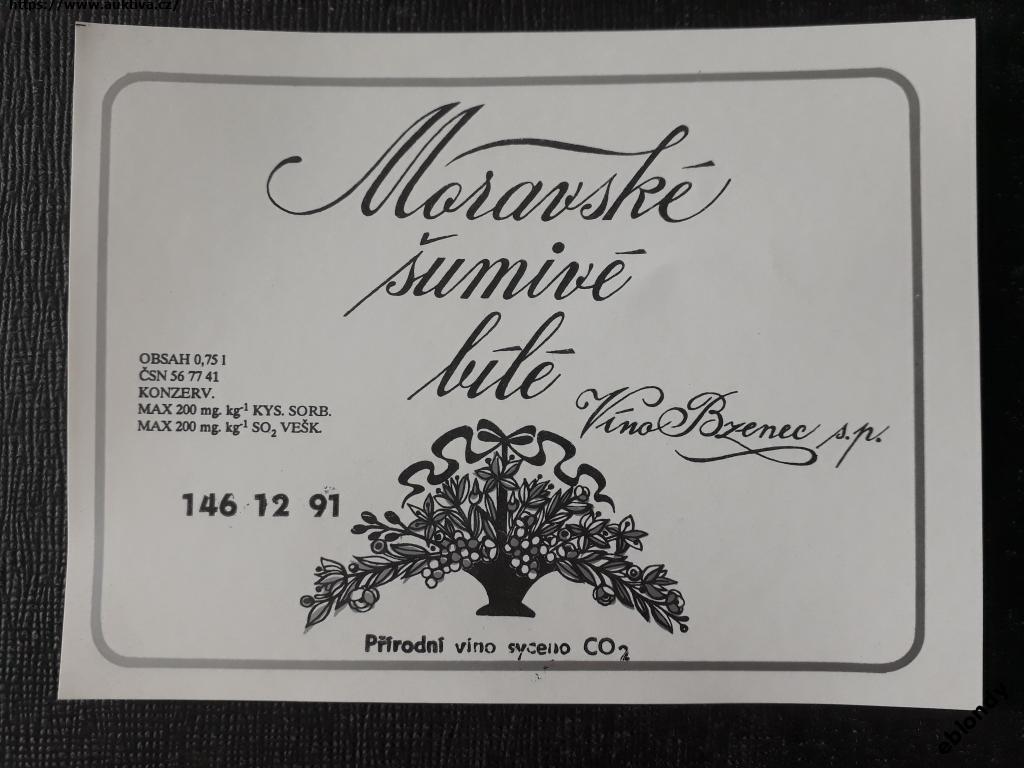 https://www.auktiva.cz/
Moravské
šumivé
bílé
OBSAH 0,75 l
ČSN 56 77 41
KONZERV.
MAX 200 mg. kg-1 KYS. SORB.
MAX 200 mg. kg-1 SO2 VEŠK.
Víno Bzenec s.p.
146 12 91
Přírodní víno syceno CO2
eblondy